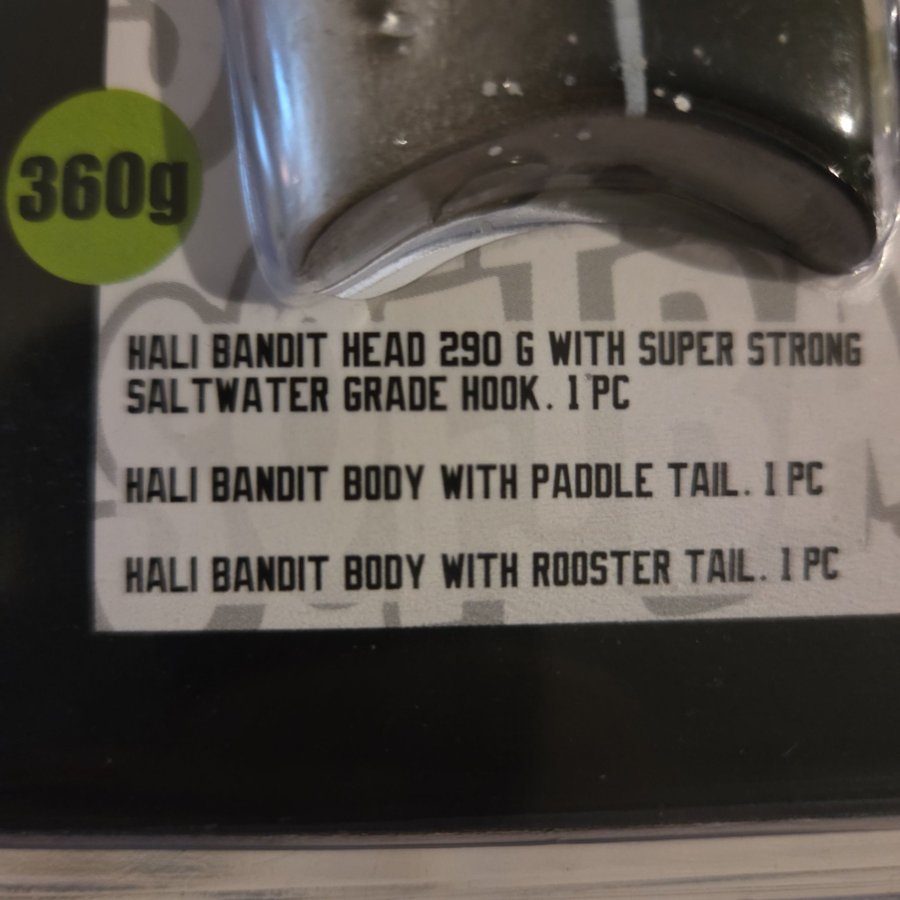 360g
HALI BANDIT HEAD 290 G WITH SUPER STRONG
SALTWATER GRADE HOOK. 1 PC
HALI BANDIT BODY WITH PADDLE TAIL. 1 PC
HALI BANDIT BODY WITH ROOSTER TAIL. 1 PC